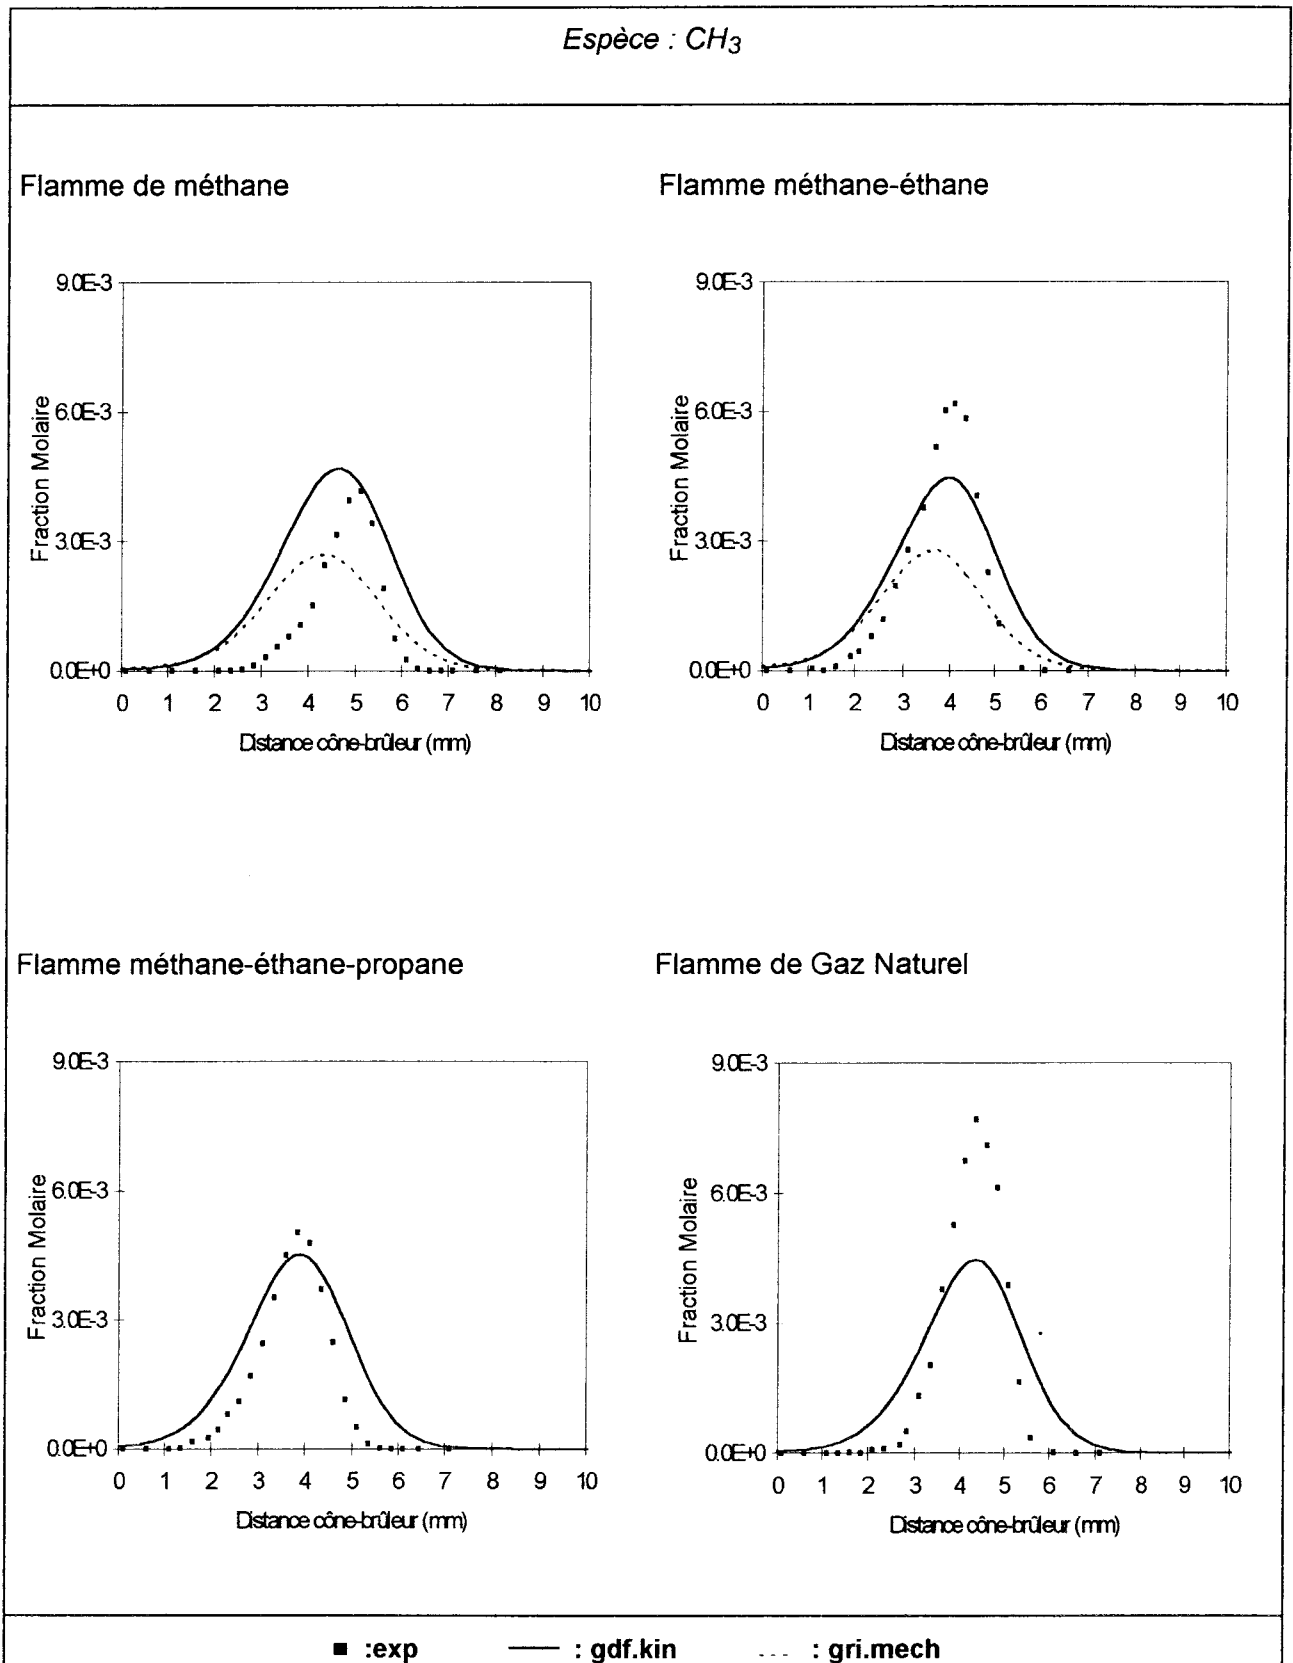 Espèce : CH3
Flamme de méthane
Flamme méthane-éthane
9.0E-3
6.0E-3
3.0E-3
0.0E+0
Fraction Molaire
0 1 2 3 4 5 6 7 8 9 10
Distance cône-brûleur (mm)
9.0E-3
6.0E-3
3.0E-3
0.0E+0
Fraction Molaire
0 1 2 3 4 5 6 7 8 9 10
Distance cône-brûleur (mm)
Flamme méthane-éthane-propane
Flamme de Gaz Naturel
9.0E-3
6.0E-3
3.0E-3
0.0E+0
Fraction Molaire
0 1 2 3 4 5 6 7 8 9 10
Distance cône-brûleur (mm)
9.0E-3
6.0E-3
3.0E-3
0.0E+0
Fraction Molaire
0 1 2 3 4 5 6 7 8 9 10
Distance cône-brûleur (mm)
:exp : gdf.kin : gri.mech